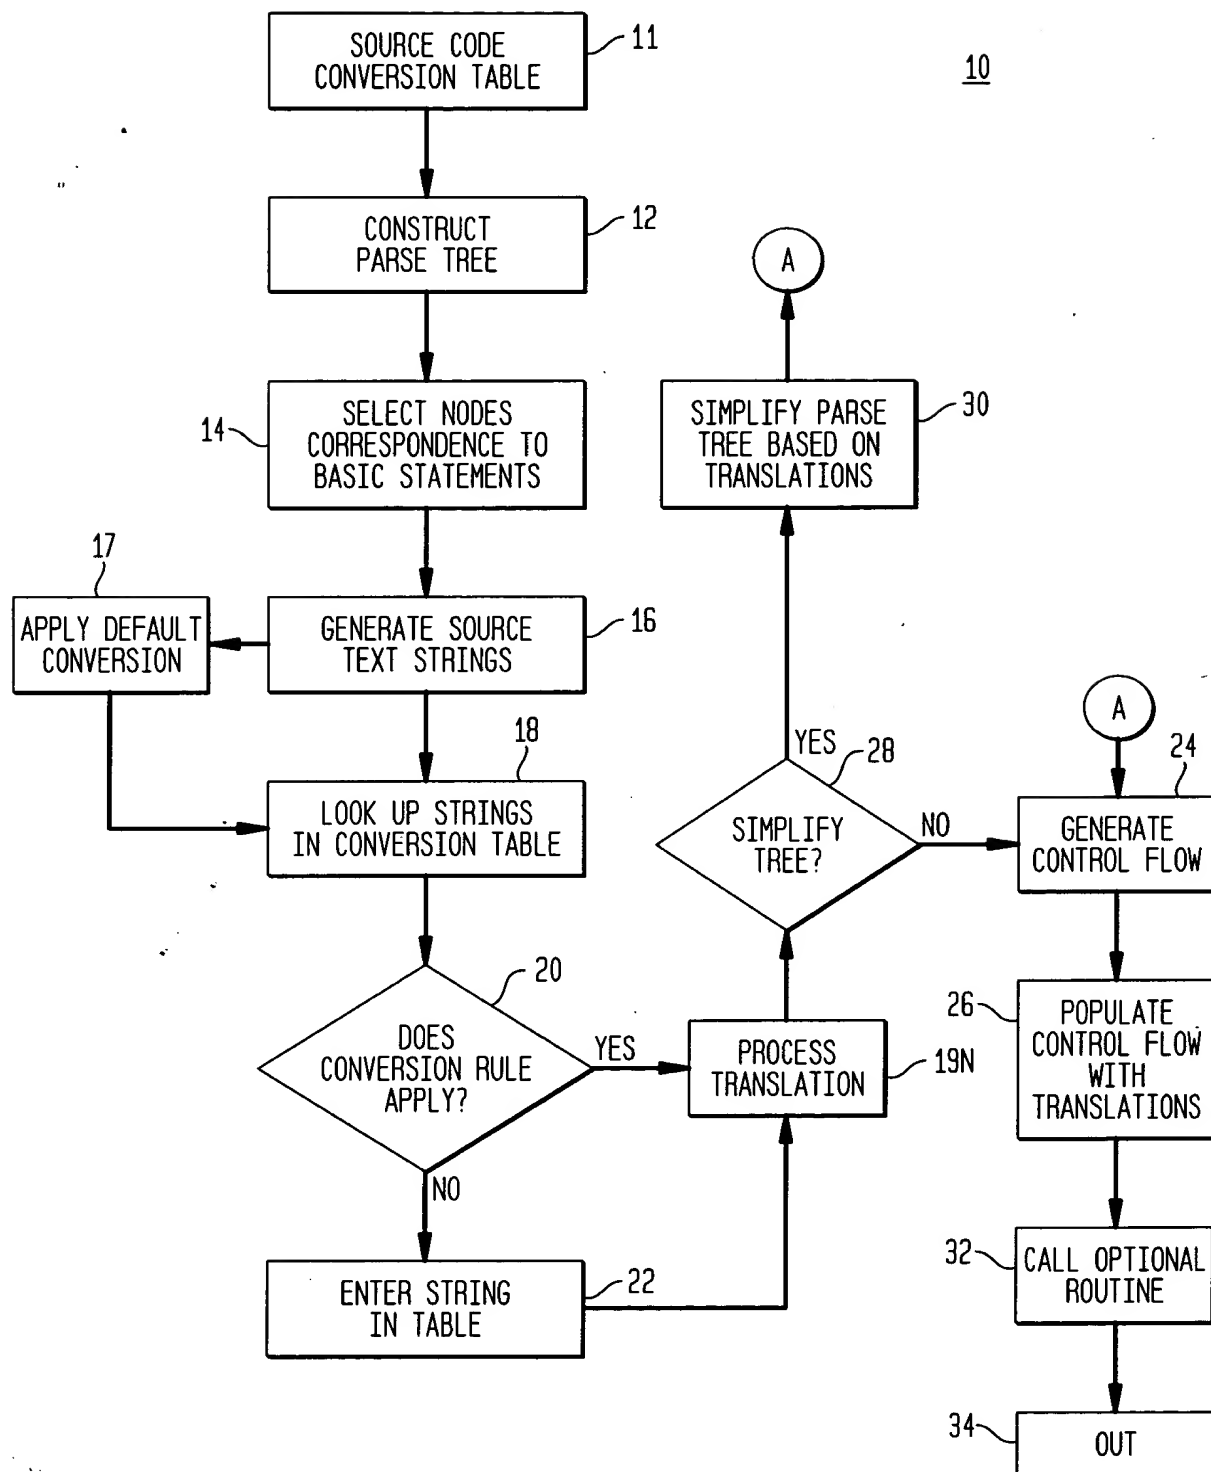 SOURCE CODE
CONVERSION TABLE
11
10
CONSTRUCT
PARSE TREE
12
A
SELECT NODES
CORRESPONDENCE TO
BASIC STATEMENTS
14
SIMPLIFY PARSE
TREE BASED ON
TRANSLATIONS
30
17
APPLY DEFAULT
CONVERSION
GENERATE SOURCE
TEXT STRINGS
16
18
LOOK UP STRINGS
IN CONVERSION TABLE
YES
28
SIMPLIFY
TREE?
NO
A
24
GENERATE
CONTROL FLOW
20
DOES
CONVERSION RULE
APPLY?
YES
NO
PROCESS
TRANSLATION
19N
26
POPULATE
CONTROL FLOW
WITH
TRANSLATIONS
ENTER STRING
IN TABLE
22
32
CALL OPTIONAL
ROUTINE
34
OUT